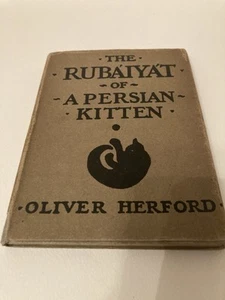 · THE ·
· RUBÁIYÁT ·
~ OF ~
· A PERSIAN ·
· KITTEN ·
· OLIVER HERFORD ·